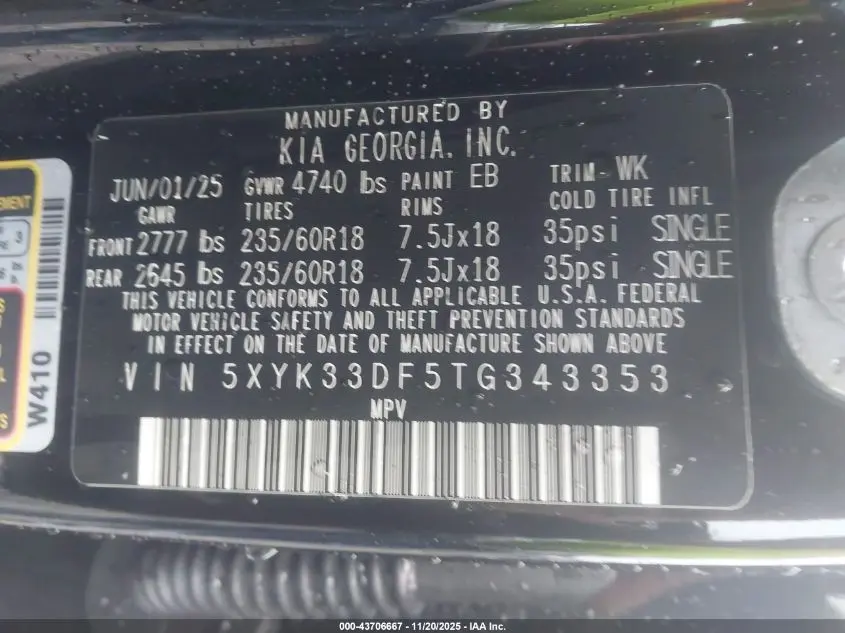 MANUFACTURED BY
KIA GEORGIA, INC.
JUN/01/25 GVWR 4740 lbs PAINT EB TRIM WK
GAWR TIRES RIMS COLD TIRE INFL
FRONT 2777 lbs 235/60R18 7.5Jx18 35psi SINGLE
REAR 2645 lbs 235/60R18 7.5Jx18 35psi SINGLE
THIS VEHICLE CONFORMS TO ALL APPLICABLE U.S.A. FEDERAL
MOTOR VEHICLE SAFETY AND THEFT PREVENTION STANDARDS
IN EFFECT ON THE DATE OF MANUFACTURE SHOWN ABOVE
VIN 5XYK33DF5TG343353
MPV
W410
000-43706667 - 11/20/2025 - IAA Inc.